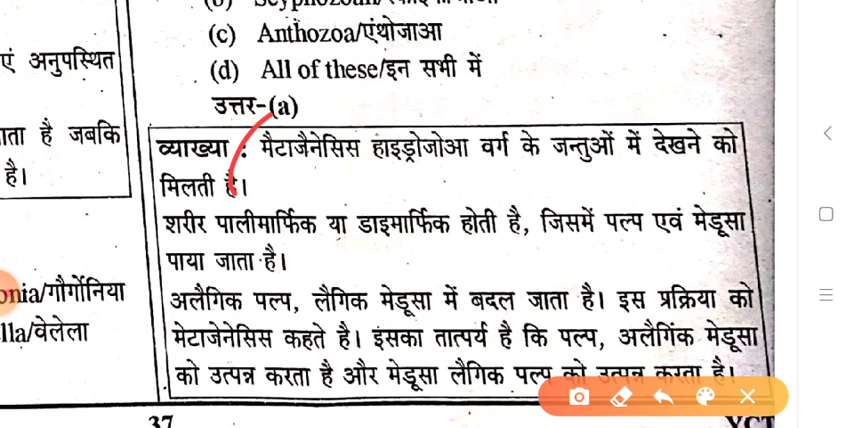 (c) Anthozoa/एंथोजाआ
एं अनुपस्थित
(d) All of these/इन सभी में
उत्तर-(a)
जबकि
है।
व्याख्या : मैटाजैनेसिस हाइड्रोजोआ वर्ग के जन्तुओं में देखने को
मिलती है।
शरीर पालीमार्फिक या डाइमार्फिक होती है, जिसमें पल्प एवं मेडूसा
पाया जाता है।
onia/गौर्गोनिया
lla/वेलेला
अलैगिक पल्प, लैगिक मेडूसा में बदल जाता है। इस प्रक्रिया को
मेटाजेनेसिस कहते है। इसका तात्पर्य है कि पल्प, अलैगिंक मेडूसा
को उत्पन्न करता है और मेडूसा लैगिक पल्प को उत्पन्न करता है।
37
YCT